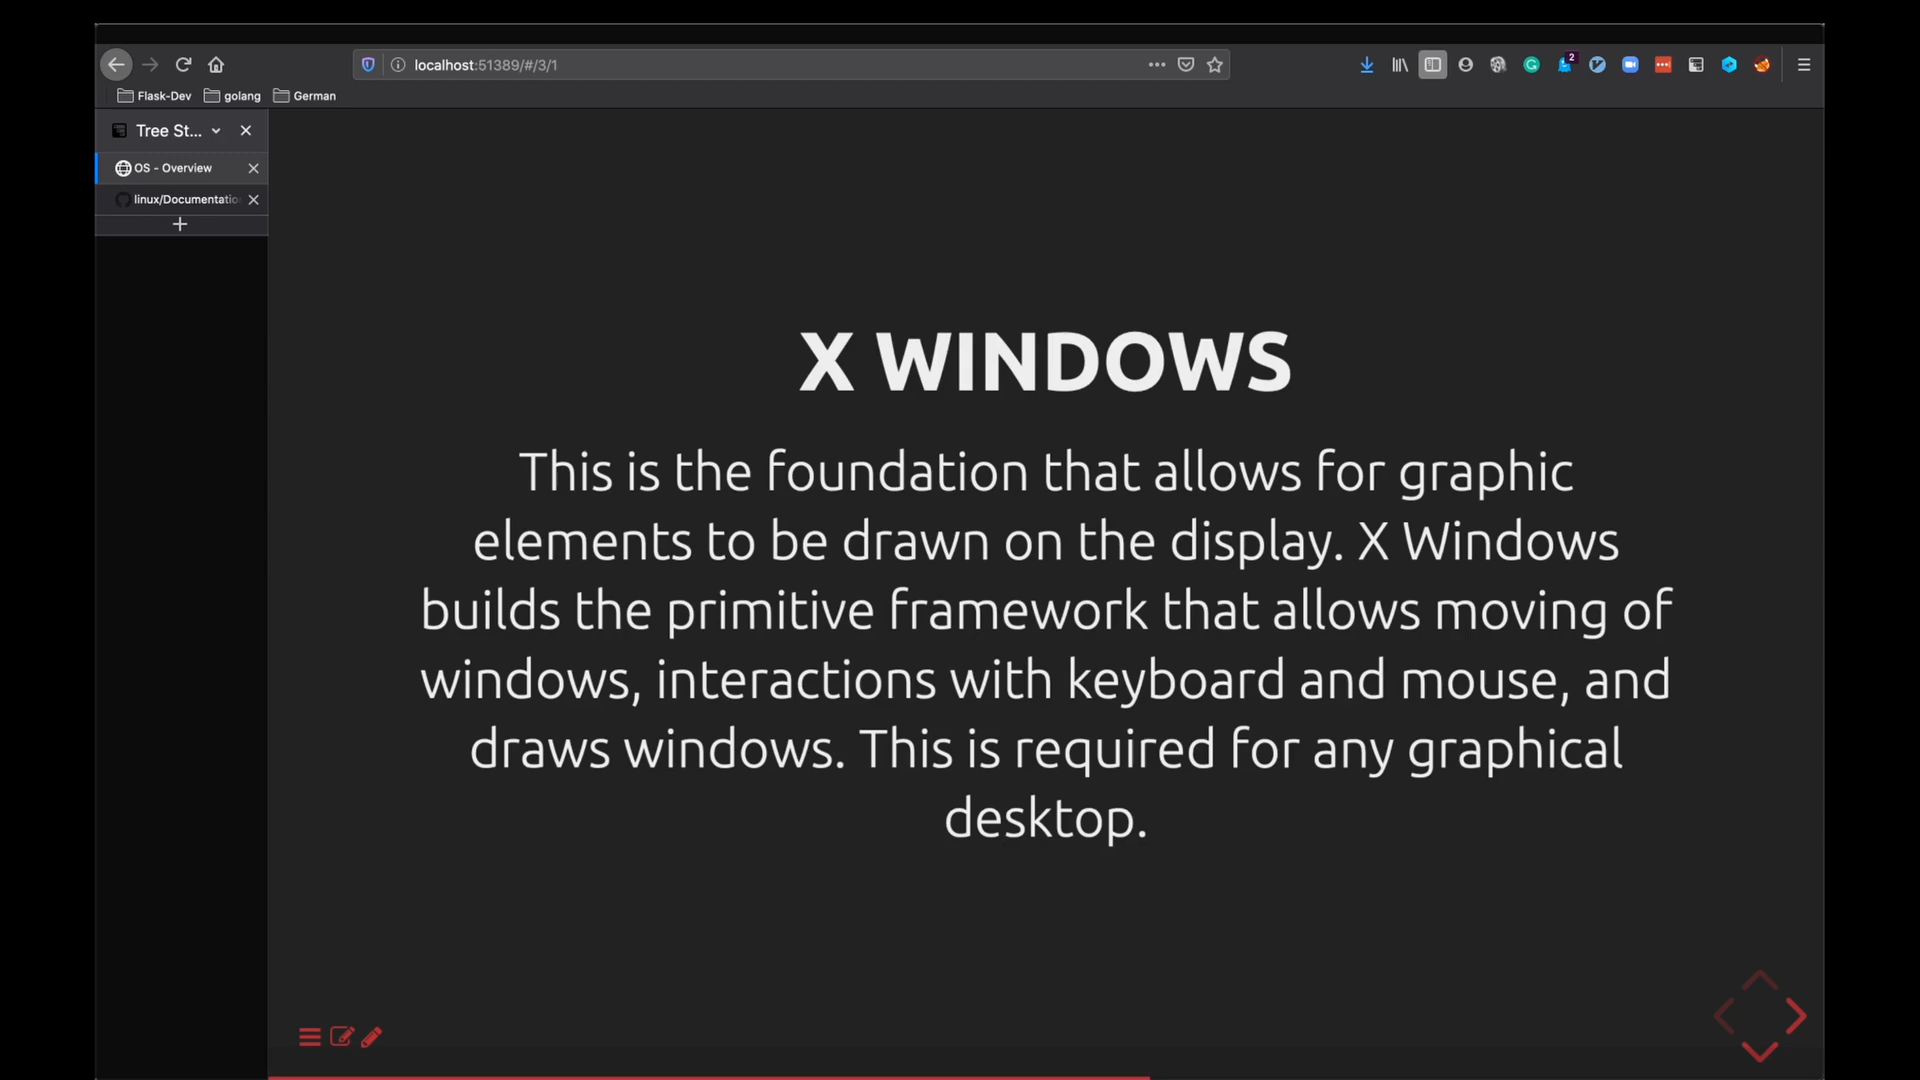 localhost:51389/#/3/1
2
Flask-Dev golang German
Tree St...
OS - Overview
linux/Documentatio
X WINDOWS
This is the foundation that allows for graphic
elements to be drawn on the display. X Windows
builds the primitive framework that allows moving of
windows, interactions with keyboard and mouse, and
draws windows. This is required for any graphical
desktop.